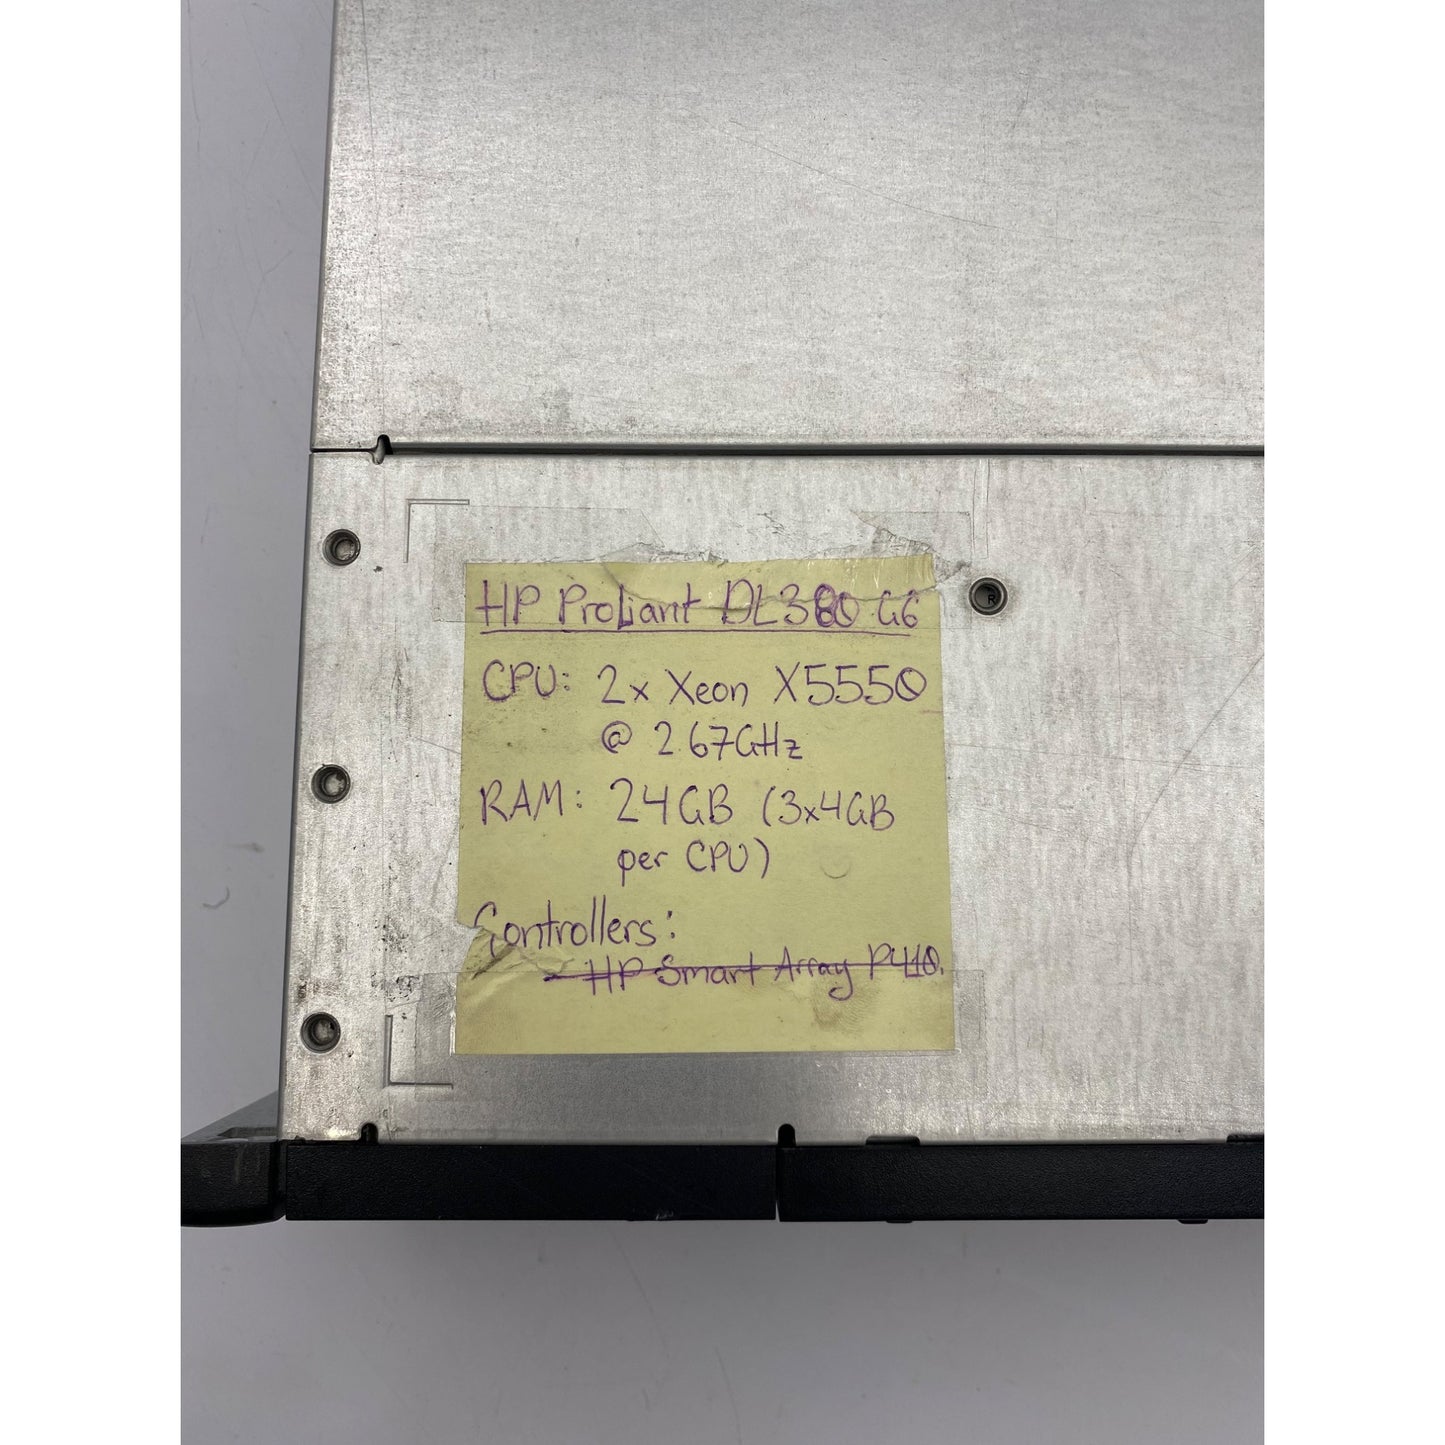 HP ProLiant DL380 G6
CPU: 2x Xeon X5550
@ 2.67GHz
RAM: 24GB (3x4GB
per CPU)
Controllers:
- HP Smart Array P410.